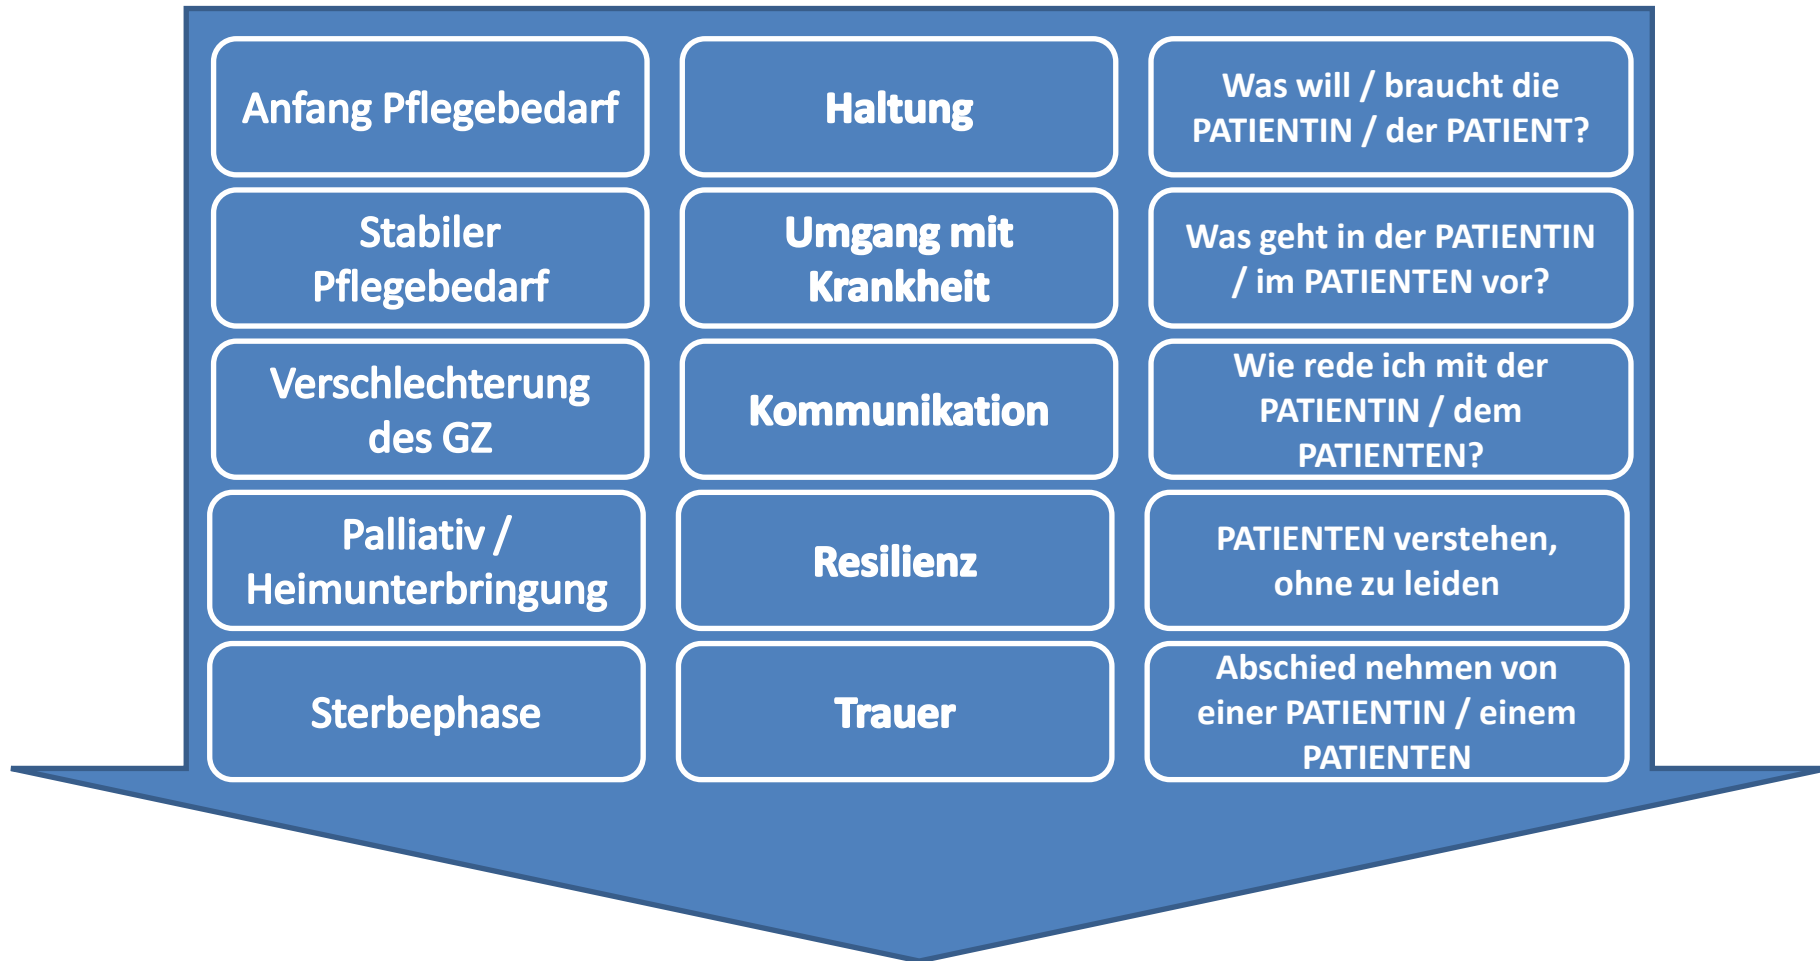 Anfang Pflegebedarf
Haltung
Was will / braucht die
PATIENTIN / der PATIENT?
Stabiler
Pflegebedarf
Umgang mit
Krankheit
Was geht in der PATIENTIN
/ im PATIENTEN vor?
Verschlechterung
des GZ
Kommunikation
Wie rede ich mit der
PATIENTIN / dem
PATIENTEN?
Palliativ /
Heimunterbringung
Resilienz
PATIENTEN verstehen,
ohne zu leiden
Sterbephase
Trauer
Abschied nehmen von
einer PATIENTIN / einem
PATIENTEN